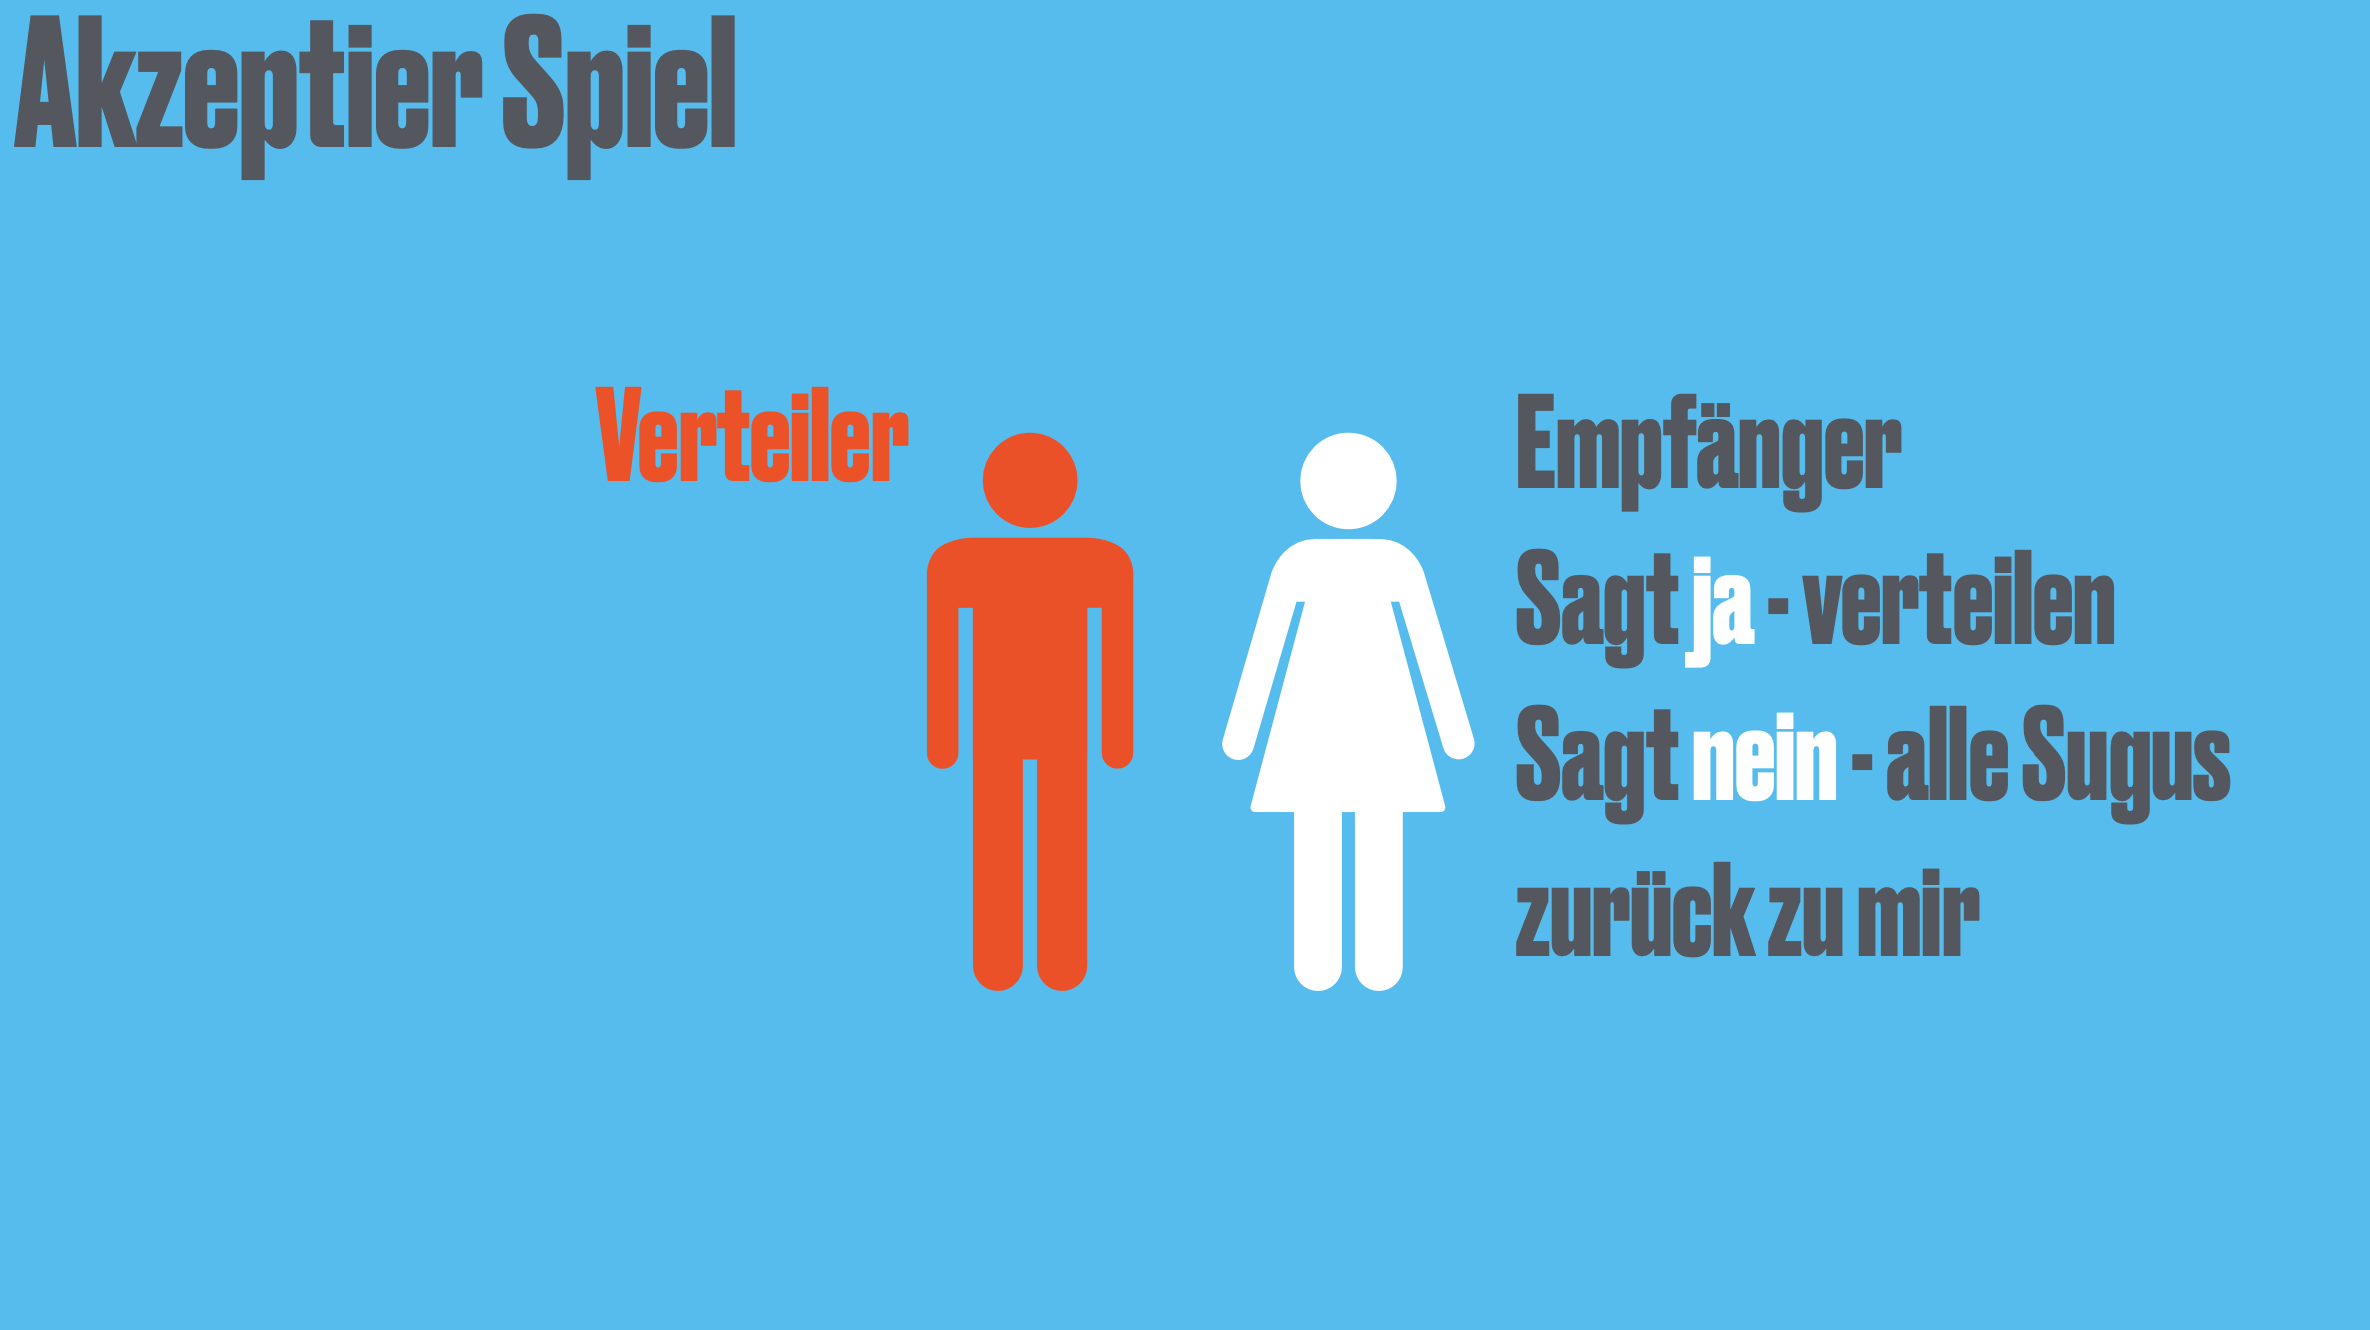 Akzeptier Spiel
Verteiler
Empfänger
Sagt ja - verteilen
Sagt nein - alle Sugus
zurück zu mir